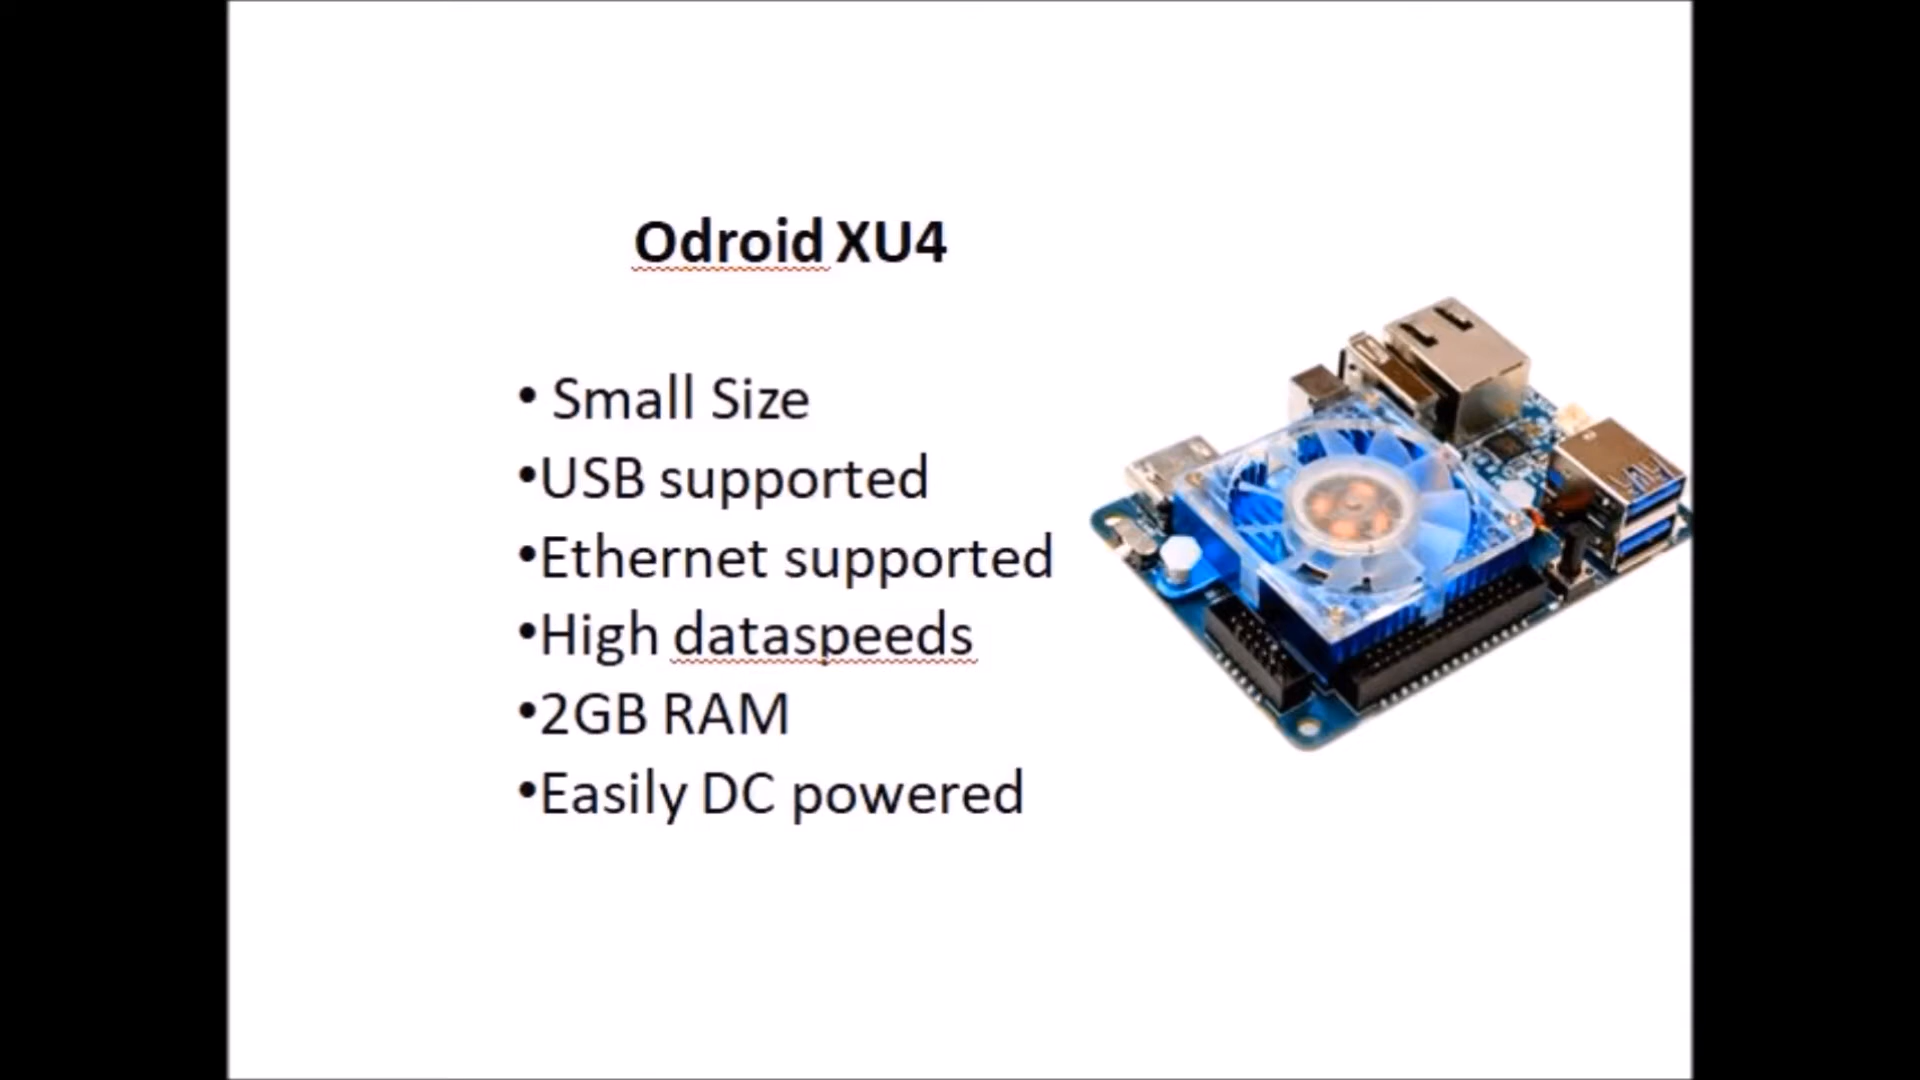 Odroid XU4
• Small Size
•USB supported
•Ethernet supported
•High dataspeeds
•2GB RAM
•Easily DC powered